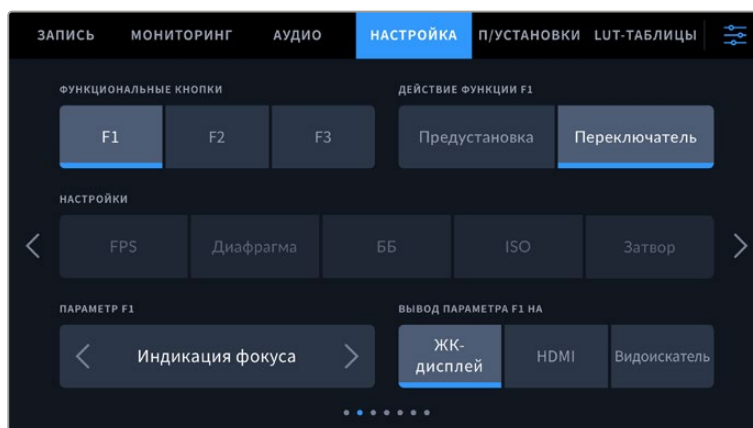 ЗАПИСЬ МОНИТОРИНГ АУДИО НАСТРОЙКА П/УСТАНОВКИ LUT-ТАБЛИЦЫ
ФУНКЦИОНАЛЬНЫЕ КНОПКИ ДЕЙСТВИЕ ФУНКЦИИ F1
F1 F2 F3 Предустановка Переключатель
НАСТРОЙКИ
FPS Диафрагма ББ ISO Затвор
ПАРАМЕТР F1 ВЫВОД ПАРАМЕТРА F1 НА
Индикация фокуса ЖК-
дисплей HDMI Видоискатель